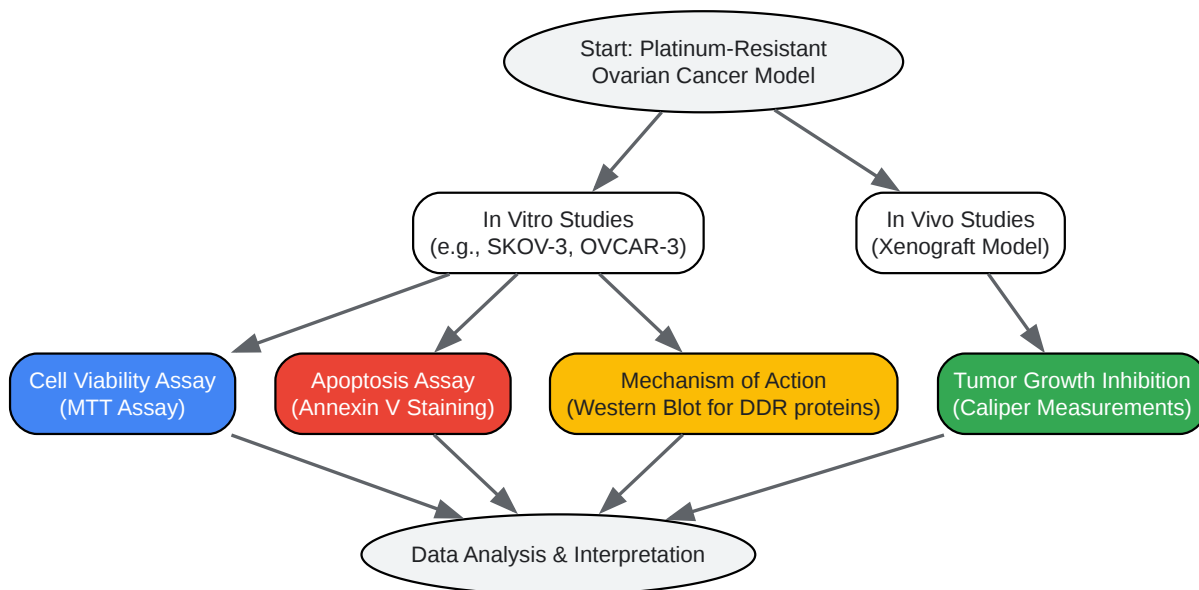 Start: Platinum-Resistant
Ovarian Cancer Model
In Vitro Studies
(e.g., SKOV-3, OVCAR-3)
In Vivo Studies
(Xenograft Model)
Cell Viability Assay
(MTT Assay)
Apoptosis Assay
(Annexin V Staining)
Mechanism of Action
(Western Blot for DDR proteins)
Tumor Growth Inhibition
(Caliper Measurements)
Data Analysis & Interpretation